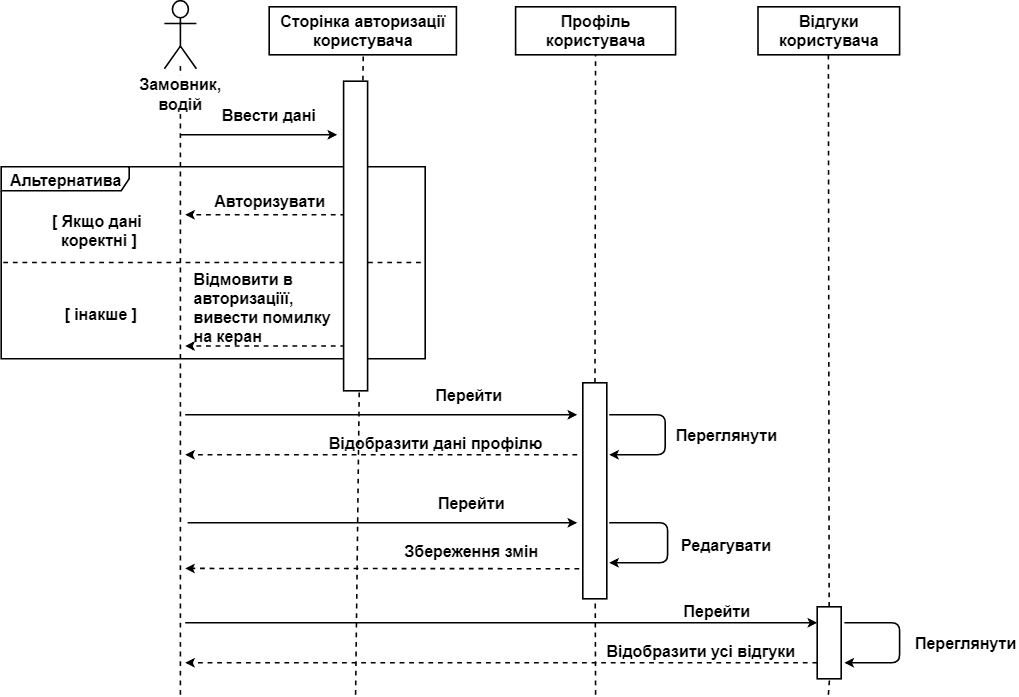 Сторінка авторизації
користувача
Профіль
користувача
Відгуки
користувача
Замовник,
водій
Ввести дані
Альтернатива
Авторизувати
[ Якщо дані
коректні ]
Відмовити в
авторизаціїї,
вивести помилку
на керан
[ інакше ]
Перейти
Переглянути
Відобразити дані профілю
Перейти
Редагувати
Збереження змін
Перейти
Переглянути
Відобразити усі відгуки